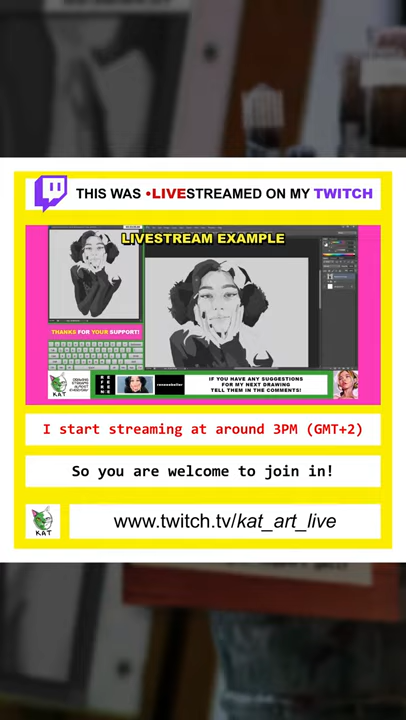 THIS WAS •LIVESTREAMED ON MY TWITCH
LIVESTREAM EXAMPLE
THANKS FOR YOUR SUPPORT!
KAT
IF YOU HAVE ANY SUGGESTIONS
FOR MY NEXT DRAWING
TELL THEM IN THE COMMENTS!
I start streaming at around 3PM (GMT+2)
So you are welcome to join in!
KAT
www.twitch.tv/kat_art_live